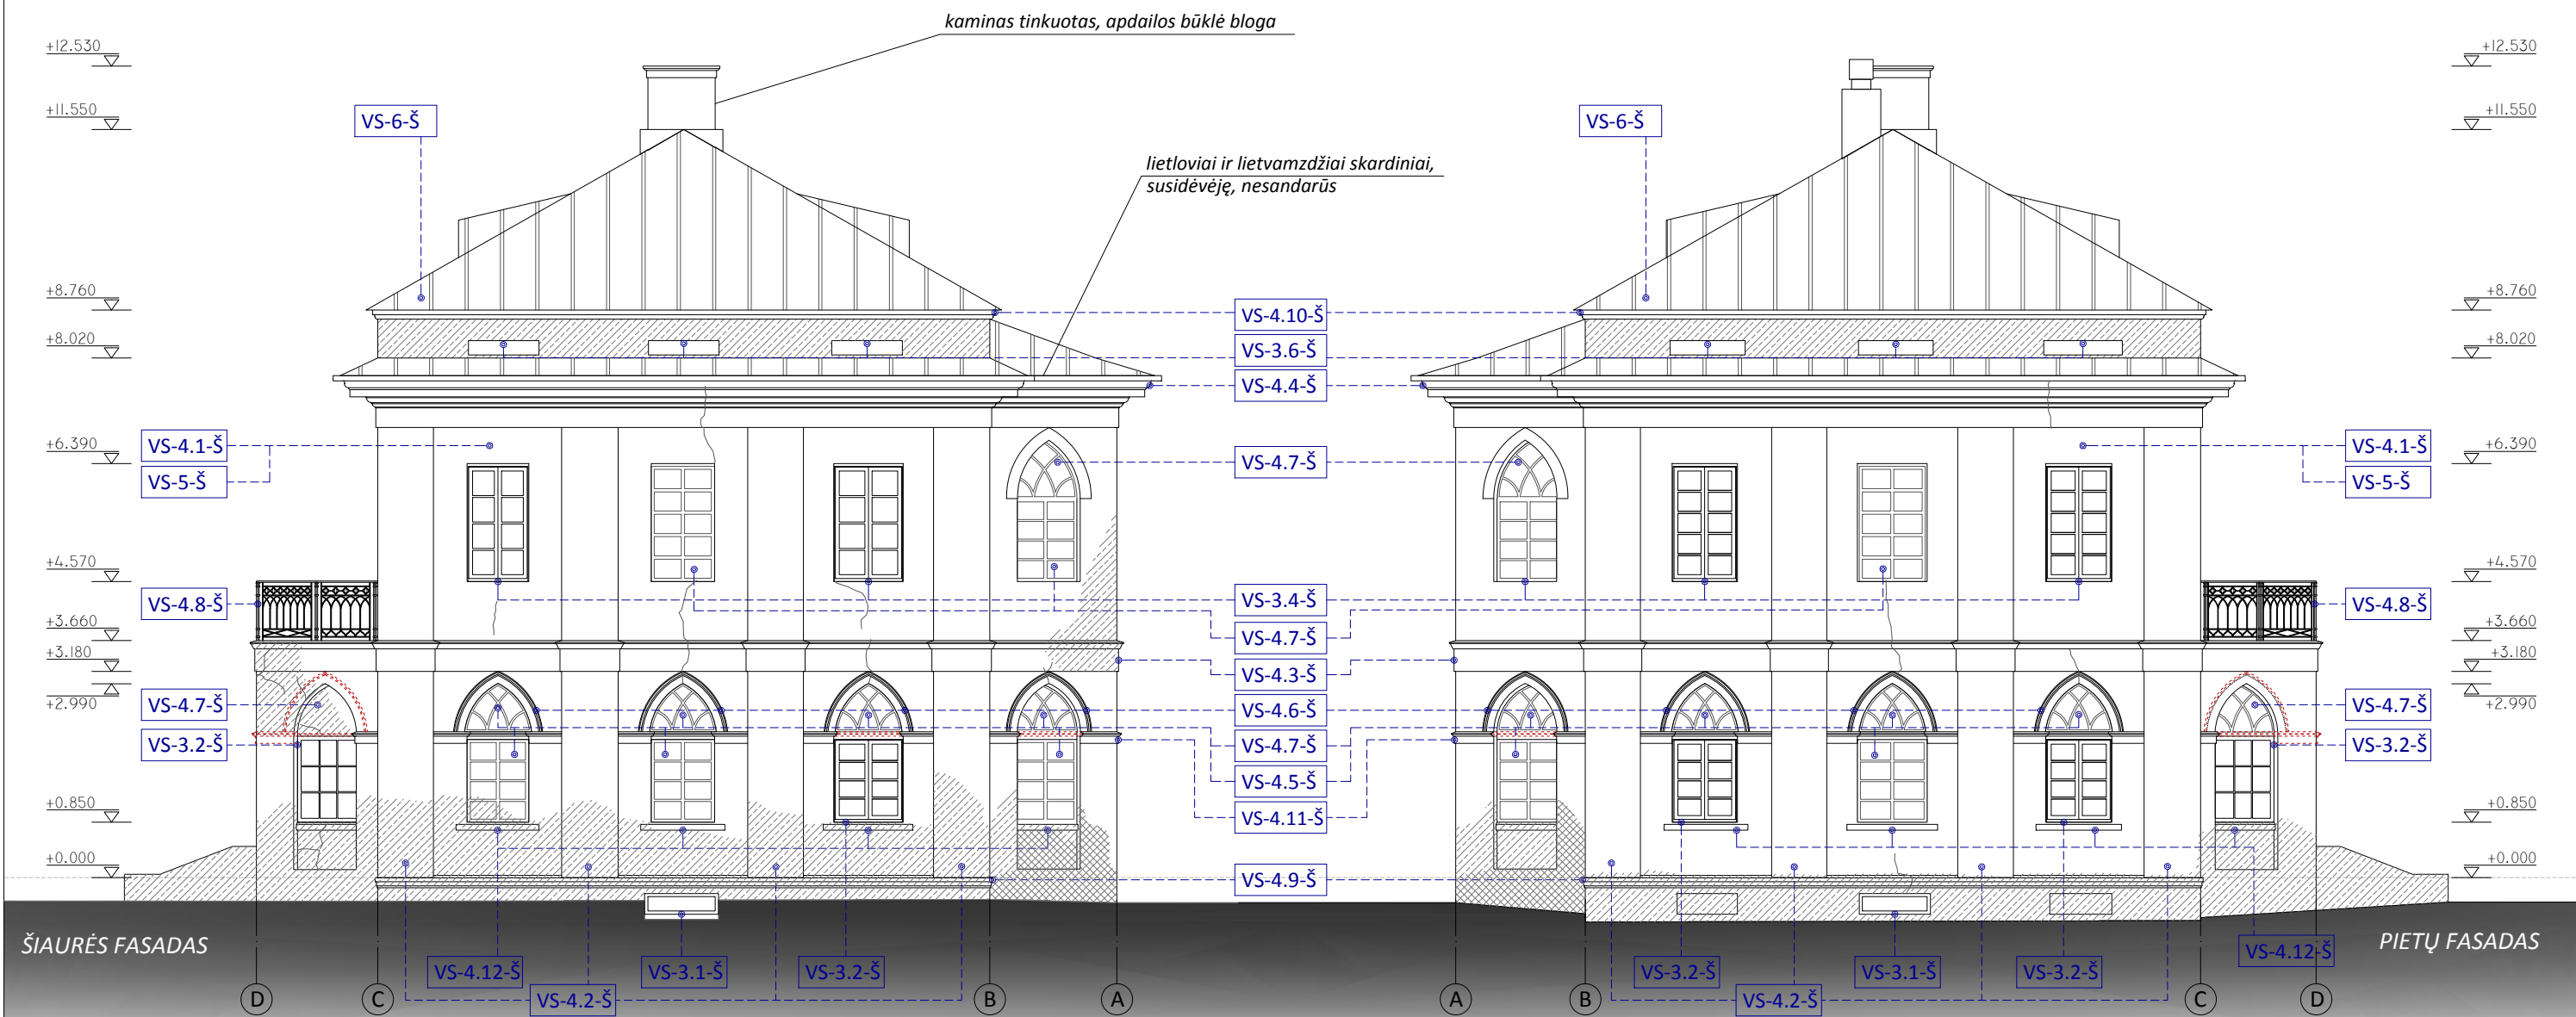 kaminas tinkuotas, apdailos būklė bloga
+12.530
+12.530
+11.550
VS-6-Š
VS-6-Š
+11.550
lietloviai ir lietvamzdžiai skardiniai,
susidėvėję, nesandarūs
+8.760
VS-4.10-Š
+8.760
+8.020
VS-3.6-Š
+8.020
VS-4.4-Š
+6.390
VS-4.1-Š
VS-4.7-Š
VS-4.1-Š
+6.390
VS-5-Š
VS-5-Š
+4.570
+4.570
VS-4.8-Š
VS-3.4-Š
VS-4.8-Š
+3.660
VS-4.7-Š
+3.660
+3.180
VS-4.3-Š
+3.180
+2.990
VS-4.7-Š
VS-4.6-Š
VS-4.7-Š
+2.990
VS-3.2-Š
VS-4.7-Š
VS-3.2-Š
VS-4.5-Š
+0.850
VS-4.11-Š
+0.850
+0.000
VS-4.9-Š
+0.000
ŠIAURĖS FASADAS
PIETŲ FASADAS
VS-4.12-Š
VS-4.12-Š
VS-3.1-Š
VS-3.2-Š
VS-3.2-Š
VS-3.1-Š
VS-3.2-Š
D
C
VS-4.2-Š
B
A
A
B
VS-4.2-Š
C
D